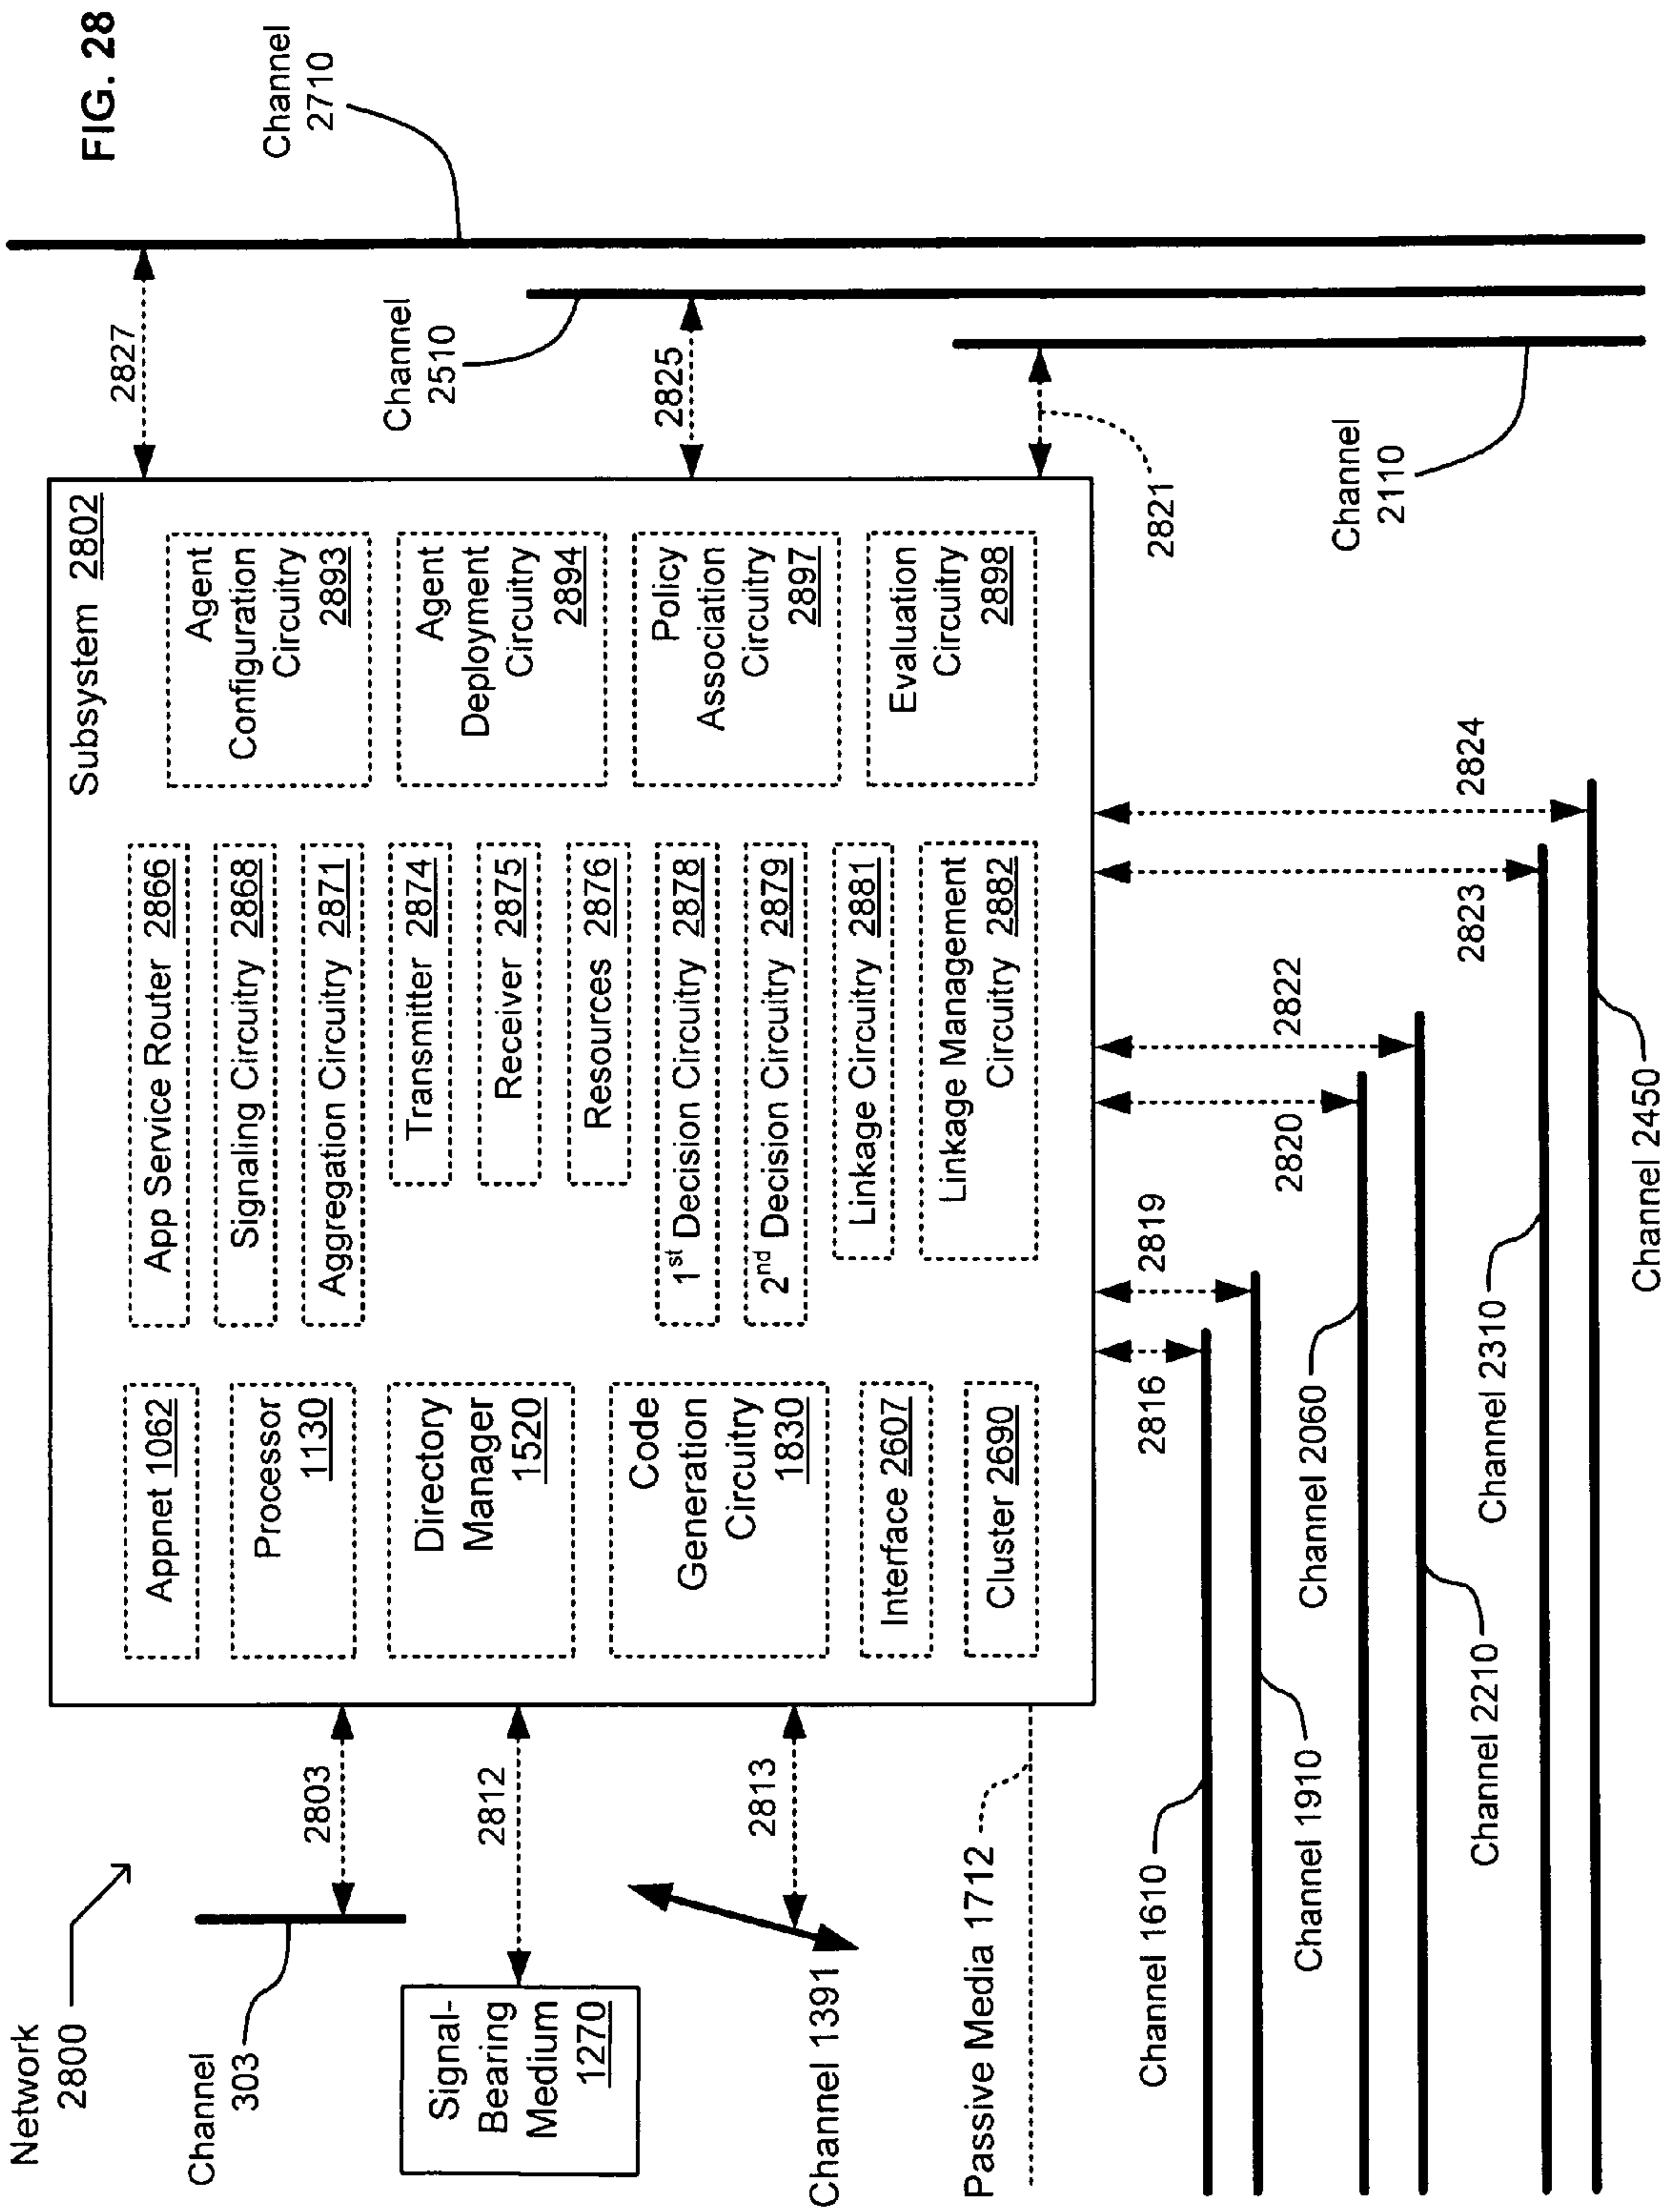 FIG. 28
Network
2800
Channel
303
2803
Signal-
Bearing
Medium
1270
2812
Channel 1391
2813
Passive Media 1712
Subsystem 2802
Appnet 1062
Processor
1130
Directory
Manager
1520
Code
Generation
Circuitry
1830
Interface 2607
Cluster 2690
App Service Router 2866
Signaling Circuitry 2868
Aggregation Circuitry 2871
Transmitter 2874
Receiver 2875
Resources 2876
1st Decision Circuitry 2878
2nd Decision Circuitry 2879
Linkage Circuitry 2881
Linkage Management
Circuitry 2882
Agent
Configuration
Circuitry
2893
Agent
Deployment
Circuitry
2894
Policy
Association
Circuitry
2897
Evaluation
Circuitry
2898
2827
Channel
2710
Channel
2510
2825
2821
Channel
2110
2816
2819
2820
2822
2823
2824
Channel 1610
Channel 1910
Channel 2060
Channel 2210
Channel 2310
Channel 2450